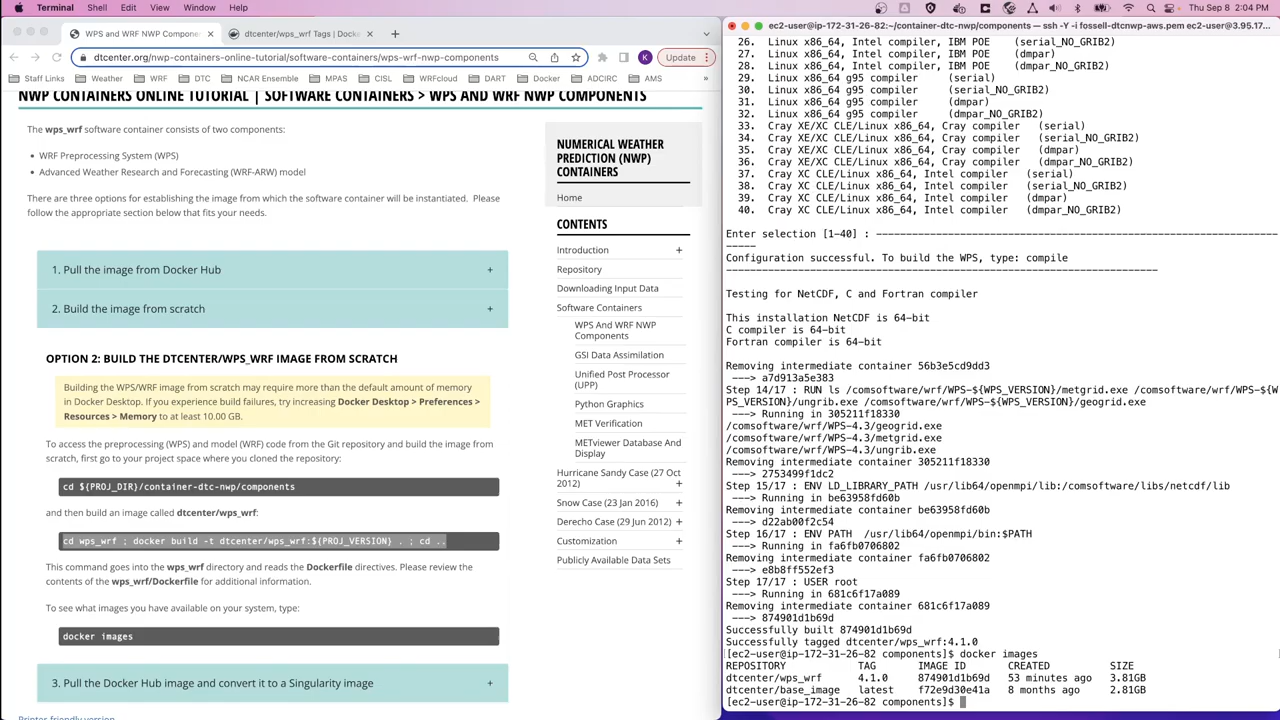 Terminal Shell Edit View Window Help
Thu Sep 7 2:04 PM
WPS and WRF NWP Componen
dtcenter/wps_wrf Tags | Docke
dtcenter.org/nwp-containers-online-tutorial/software-containers/wps-wrf-nwp-components
K
Update
Staff Links Weather WRF DTC NCAR Ensemble MPAS CISL WRFcloud DART Docker ADCIRC AMS »
NWP CONTAINERS ONLINE TUTORIAL | SOFTWARE CONTAINERS > WPS AND WRF NWP COMPONENTS
The wps_wrf software container consists of two components:
WRF Preprocessing System (WPS)
Advanced Weather Research and Forecasting (WRF-ARW) model
There are three options for establishing the image from which the software container will be instantiated. Please
follow the appropriate section below that fits your needs.
1. Pull the image from Docker Hub +
2. Build the image from scratch +
OPTION 2: BUILD THE DTCENTER/WPS_WRF IMAGE FROM SCRATCH
Building the WPS/WRF image from scratch may require more than the default amount of memory
in Docker Desktop. If you experience build failures, try increasing Docker Desktop > Preferences >
Resources > Memory to at least 10.00 GB.
To access the preprocessing (WPS) and model (WRF) code from the Git repository and build the image from
scratch, first go to your project space where you cloned the repository:
cd ${PROJ_DIR}/container-dtc-nwp/components
and then build an image called dtcenter/wps_wrf:
cd wps_wrf ; docker build -t dtcenter/wps_wrf:${PROJ_VERSION} . ; cd ..
This command goes into the wps_wrf directory and reads the Dockerfile directives. Please review the
contents of the wps_wrf/Dockerfile for additional information.
To see what images you have available on your system, type:
docker images
3. Pull the Docker Hub image and convert it to a Singularity image +
Printer-friendly version
NUMERICAL WEATHER
PREDICTION (NWP)
CONTAINERS
Home
CONTENTS
Introduction +
Repository
Downloading Input Data
Software Containers
WPS And WRF NWP
Components
GSI Data Assimilation
Unified Post Processor
(UPP)
Python Graphics
MET Verification
METviewer Database And
Display
Hurricane Sandy Case (27 Oct
2012) +
Snow Case (23 Jan 2016) +
Derecho Case (29 Jun 2012) +
Customization +
Publicly Available Data Sets
ec2-user@ip-172-31-26-82:~/container-dtc-nwp/components — ssh -Y -i fossell-dtcnwp-aws.pem ec2-user@3.95.17...
26. Linux x86_64, Intel compiler, IBM POE (serial_NO_GRIB2)
27. Linux x86_64, Intel compiler, IBM POE (dmpar)
28. Linux x86_64, Intel compiler, IBM POE (dmpar_NO_GRIB2)
29. Linux x86_64 g95 compiler (serial)
30. Linux x86_64 g95 compiler (serial_NO_GRIB2)
31. Linux x86_64 g95 compiler (dmpar)
32. Linux x86_64 g95 compiler (dmpar_NO_GRIB2)
33. Cray XE/XC CLE/Linux x86_64, Cray compiler (serial)
34. Cray XE/XC CLE/Linux x86_64, Cray compiler (serial_NO_GRIB2)
35. Cray XE/XC CLE/Linux x86_64, Cray compiler (dmpar)
36. Cray XE/XC CLE/Linux x86_64, Cray compiler (dmpar_NO_GRIB2)
37. Cray XC CLE/Linux x86_64, Intel compiler (serial)
38. Cray XC CLE/Linux x86_64, Intel compiler (serial_NO_GRIB2)
39. Cray XC CLE/Linux x86_64, Intel compiler (dmpar)
40. Cray XC CLE/Linux x86_64, Intel compiler (dmpar_NO_GRIB2)
Enter selection [1-40] : -------------------------------------------------------------------
-----
Configuration successful. To build the WPS, type: compile
------------------------------------------------------------------------
Testing for NetCDF, C and Fortran compiler
This installation NetCDF is 64-bit
C compiler is 64-bit
Fortran compiler is 64-bit
Removing intermediate container 56b3e5cd9dd3
---> a7d913a5e383
Step 14/17 : RUN ls /comsoftware/wrf/WPS-${WPS_VERSION}/metgrid.exe /comsoftware/wrf/WPS-${W
PS_VERSION}/ungrib.exe /comsoftware/wrf/WPS-${WPS_VERSION}/geogrid.exe
---> Running in 305211f18330
/comsoftware/wrf/WPS-4.3/geogrid.exe
/comsoftware/wrf/WPS-4.3/metgrid.exe
/comsoftware/wrf/WPS-4.3/ungrib.exe
Removing intermediate container 305211f18330
---> 2753499f1dc2
Step 15/17 : ENV LD_LIBRARY_PATH /usr/lib64/openmpi/lib:/comsoftware/libs/netcdf/lib
---> Running in be63958fd60b
Removing intermediate container be63958fd60b
---> d22ab00f2c54
Step 16/17 : ENV PATH /usr/lib64/openmpi/bin:$PATH
---> Running in fa6fb0706802
Removing intermediate container fa6fb0706802
---> e8b8ff552ef3
Step 17/17 : USER root
---> Running in 681c6f17a089
Removing intermediate container 681c6f17a089
---> 874901d1b69d
Successfully built 874901d1b69d
Successfully tagged dtcenter/wps_wrf:4.1.0
[ec2-user@ip-172-31-26-82 components]$ docker images
REPOSITORY TAG IMAGE ID CREATED SIZE
dtcenter/wps_wrf 4.1.0 874901d1b69d 53 minutes ago 3.81GB
dtcenter/base_image latest f72e9d30e41a 8 months ago 2.81GB
[ec2-user@ip-172-31-26-82 components]$